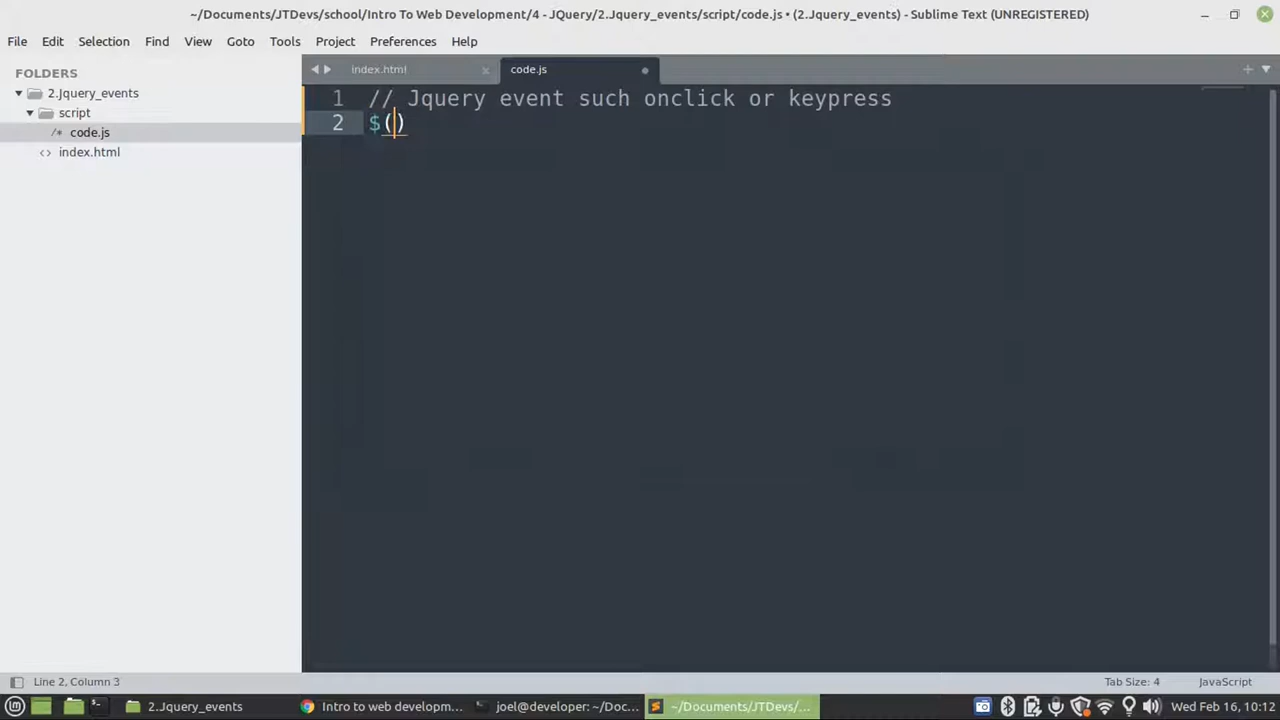 ~/Documents/JTDevs/school/Intro To Web Development/4 - JQuery/2.Jquery_events/script/code.js • (2.Jquery_events) - Sublime Text (UNREGISTERED)
File Edit Selection Find View Goto Tools Project Preferences Help
FOLDERS
2.Jquery_events
script
/* code.js
<> index.html
index.html
code.js
1 // Jquery event such onclick or keypress
2 $()
Line 2, Column 3
Tab Size: 4
JavaScript
2.Jquery_events
Intro to web developm...
joel@developer: ~/Doc...
~/Documents/JTDevs/...
Wed Feb 16, 10:12